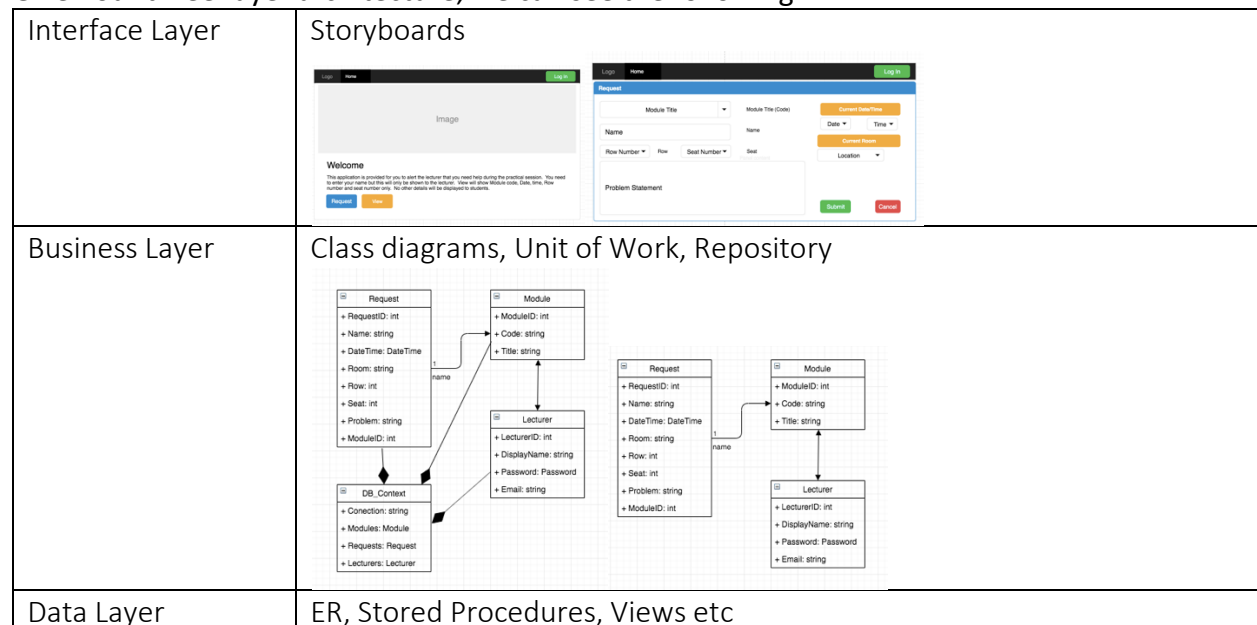 Interface Layer
Storyboards
Logo Home Log In
Image
Welcome
This application is provided for you to alert the lecturer that you need help during the practical session. You need
to enter your name but this will only be shown to the lecturer. View will show Module code, Date, time, Row
number and seat number only. No other details will be displayed to students.
Request View
Logo Home Log In
Request
Module Title Module Title (Code) Current Date/Time
Name Name Date Time
Current Room
Row Number Row Seat Number Seat Location
Problem Statement
Submit Cancel
Business Layer
Class diagrams, Unit of Work, Repository
Request
+ RequestID: int
+ Name: string
+ DateTime: DateTime
+ Room: string
+ Row: int
+ Seat: int
+ Problem: string
+ ModuleID: int
1
name
Module
+ ModuleID: int
+ Code: string
+ Title: string
Lecturer
+ LecturerID: int
+ DisplayName: string
+ Password: Password
+ Email: string
DB_Context
+ Conection: string
+ Modules: Module
+ Requests: Request
+ Lecturers: Lecturer
Request
+ RequestID: int
+ Name: string
+ DateTime: DateTime
+ Room: string
+ Row: int
+ Seat: int
+ Problem: string
+ ModuleID: int
1
name
Module
+ ModuleID: int
+ Code: string
+ Title: string
Lecturer
+ LecturerID: int
+ DisplayName: string
+ Password: Password
+ Email: string
Data Layer
ER, Stored Procedures, Views etc